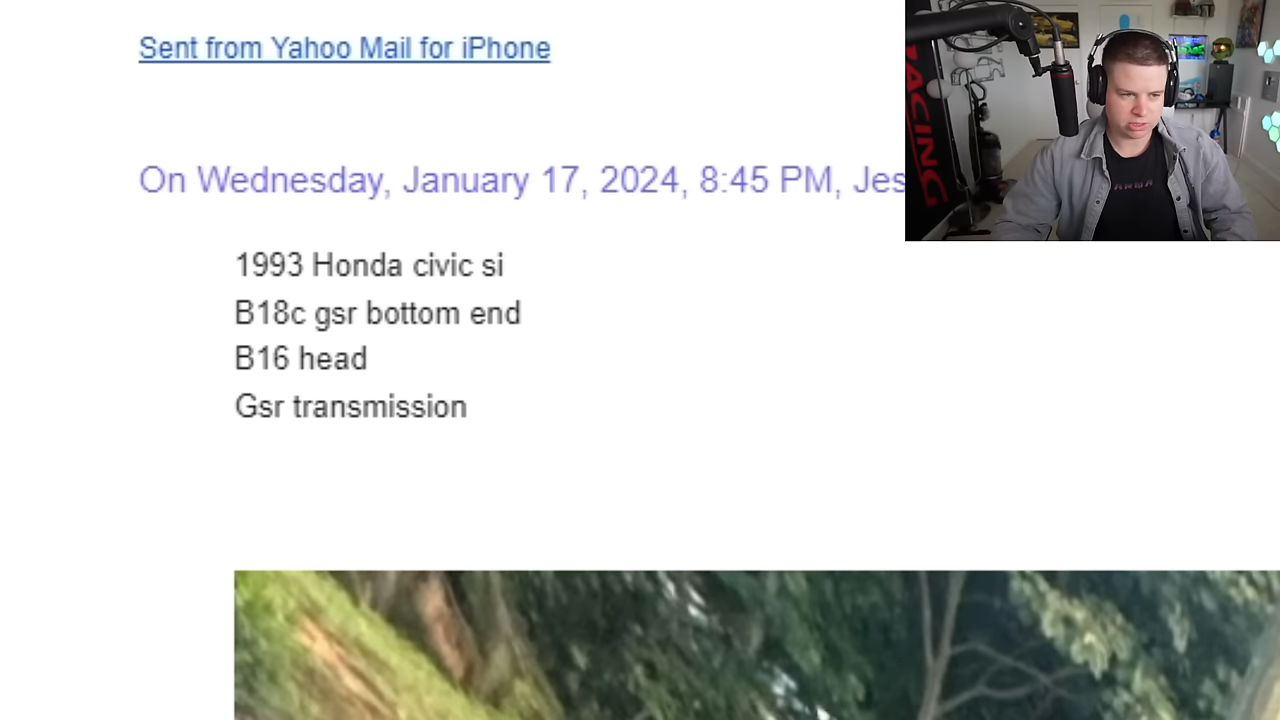 Sent from Yahoo Mail for iPhone
On Wednesday, January 17, 2024, 8:45 PM, Jes
1993 Honda civic si
B18c gsr bottom end
B16 head
Gsr transmission
ACING